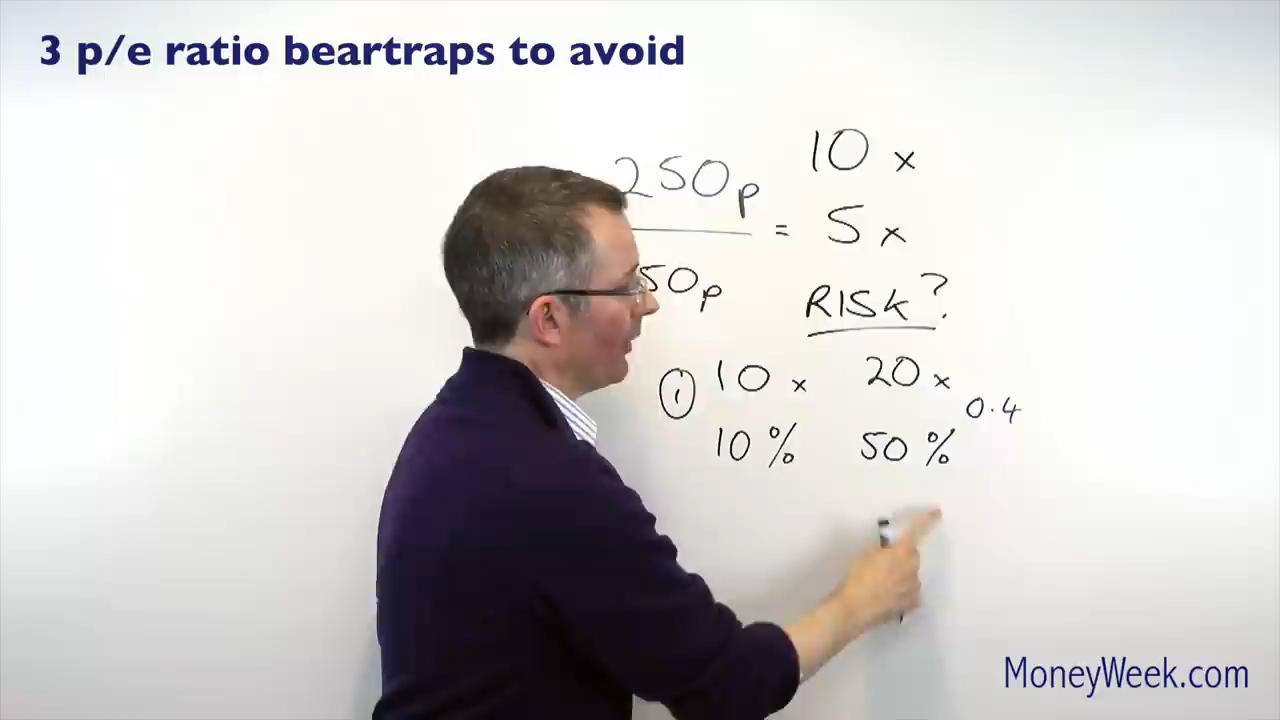 3 p/e ratio beartraps to avoid
250p
50p
= 10 x
5 x
RISK?
1 10 x 20 x
0.4
10 % 50 %
MoneyWeek.com